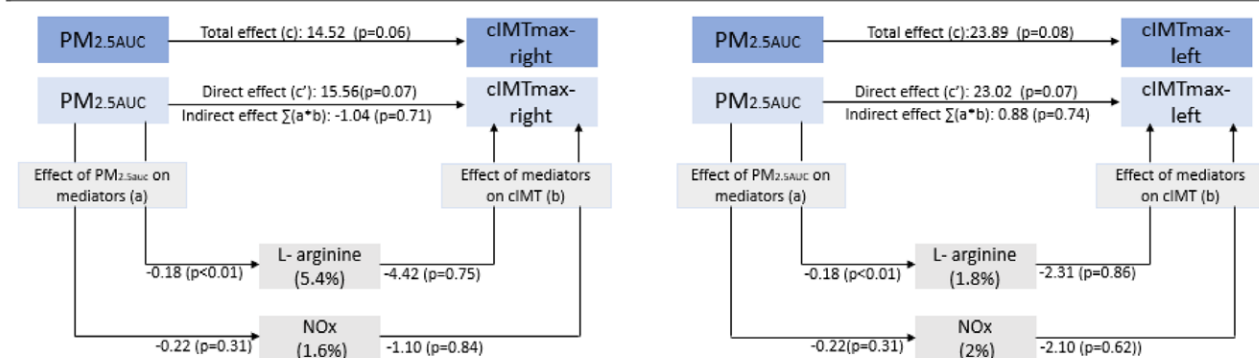 PM2.5AUC
Total effect (c): 14.52 (p=0.06)
cIMTmax-
right
PM2.5AUC
Direct effect (c’): 15.56(p=0.07)
Indirect effect ∑(a*b): -1.04 (p=0.71)
cIMTmax-
right
Effect of PM2.5auc on
mediators (a)
Effect of mediators
on cIMT (b)
L- arginine
(5.4%)
-0.18 (p<0.01)
-4.42 (p=0.75)
NOx
(1.6%)
-0.22 (p=0.31)
-1.10 (p=0.84)
PM2.5AUC
Total effect (c):23.89 (p=0.08)
cIMTmax-
left
PM2.5AUC
Direct effect (c’): 23.02 (p=0.07)
Indirect effect ∑(a*b): 0.88 (p=0.74)
cIMTmax-
left
Effect of PM2.5AUC on
mediators (a)
Effect of mediators
on cIMT (b)
L- arginine
(1.8%)
-0.18 (p<0.01)
-2.31 (p=0.86)
NOx
(2%)
-0.22(p=0.31)
-2.10 (p=0.62))